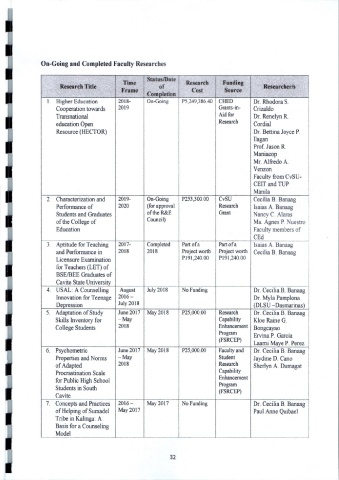 On-Going and Completed Faculty Researches
Research Title
Time Frame
Status/Date of Completion
Research Cost
Funding Source
Researcher/s
1. Higher Education
Cooperation towards
Transnational
education Open
Resource (HECTOR)
2018-
2019
On-Going
P5,249,386.40
CHED
Grants-in-
Aid for
Research
Dr. Rhodora S.
Crizaldo
Dr. Renelyn R.
Cordial
Dr. Bettina Joyce P.
Ilagan
Prof. Jason R.
Maniacop
Mr. Alfredo A.
Venzon
Faculty from CvSU-
CEIT and TUP
Manila
2. Characterization and
Performance of
Students and Graduates
of the College of
Education
2019-
2020
On-Going
(for approval
of the R&E
Council)
P253,300.00
CvSU
Research
Grant
Cecilia B. Banaag
Isaias A. Banaag
Nancy C. Alaras
Ma. Agnes P. Nuestro
Faculty members of
CEd
3. Aptitude for Teaching
and Performance in
Licensure Examination
for Teachers (LET) of
BSE/BEE Graduates of
Cavite State University
2017-
2018
Completed
2018
Part of a
Project worth
P191,240.00
Part of a
Project worth
P191,240.00
Isaias A. Banaag
Cecilia B. Banaag
4. USAL: A Counselling
Innovation for Teenage
Depression
August
2016 –
July 2018
July 2018
No Funding
Dr. Cecilia B. Banaag
Dr. Myla Pamplona
(DLSU –Dasmarinas)
5. Adaptation of Study
Skills Inventory for
College Students
June 2017
– May
2018
May 2018
P25,000.00
Research
Capability
Enhancement
Program
(FSRCEP)
Dr. Cecilia B. Banaag
Kloe Raine G.
Bongcayao
Ervina P. Garcia
Laarni Maye P. Perez
6. Psychometric
Properties and Norms
of Adapted
Procrastination Scale
for Public High School
Students in South
Cavite
June 2017
– May
2018
May 2018
P25,000.00
Faculty and
Student
Research
Capability
Enhancement
Program
(FSRCEP)
Dr. Cecilia B. Banaag
Jaydine D. Cano
Sherlyn A. Dumagat
7. Concepts and Practices
of Helping of Sumadel
Tribe in Kalinga: A
Basis for a Counseling
Model
2016 –
May 2017
May 2017
No Funding
Dr. Cecilia B. Banaag
Paul Anne Quibael
32